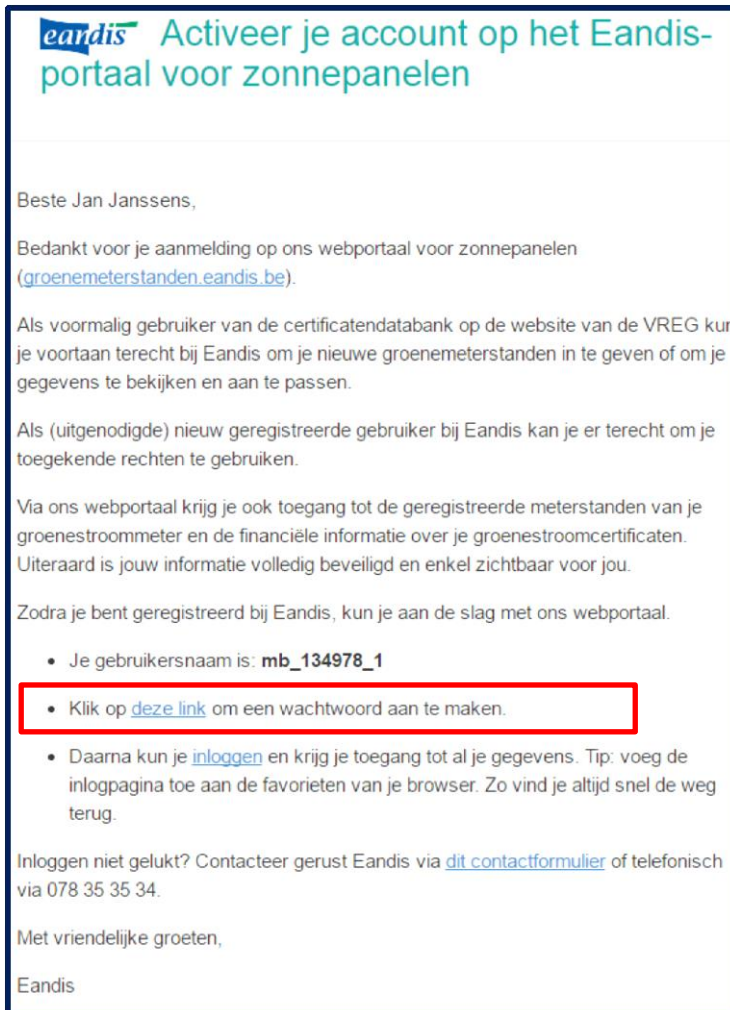 eandis Activeer je account op het Eandis-
portaal voor zonnepanelen
Beste Jan Janssens,
Bedankt voor je aanmelding op ons webportaal voor zonnepanelen
(groenemeterstanden.eandis.be).
Als voormalig gebruiker van de certificatendatabank op de website van de VREG kun
je voortaan terecht bij Eandis om je nieuwe groenemeterstanden in te geven of om je
gegevens te bekijken en aan te passen.
Als (uitgenodigde) nieuw geregistreerde gebruiker bij Eandis kan je er terecht om je
toegekende rechten te gebruiken.
Via ons webportaal krijg je ook toegang tot de geregistreerde meterstanden van je
groenestroommeter en de financiële informatie over je groenestroomcertificaten.
Uiteraard is jouw informatie volledig beveiligd en enkel zichtbaar voor jou.
Zodra je bent geregistreerd bij Eandis, kun je aan de slag met ons webportaal.
• Je gebruikersnaam is: mb_134978_1
• Klik op deze link om een wachtwoord aan te maken.
• Daarna kun je inloggen en krijg je toegang tot al je gegevens. Tip: voeg de
inlogpagina toe aan de favorieten van je browser. Zo vind je altijd snel de weg
terug.
Inloggen niet gelukt? Contacteer gerust Eandis via dit contactformulier of telefonisch
via 078 35 35 34.
Met vriendelijke groeten,
Eandis